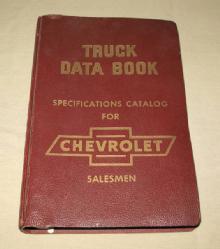 TRUCK
DATA BOOK
SPECIFICATIONS CATALOG
FOR
CHEVROLET
SALESMEN